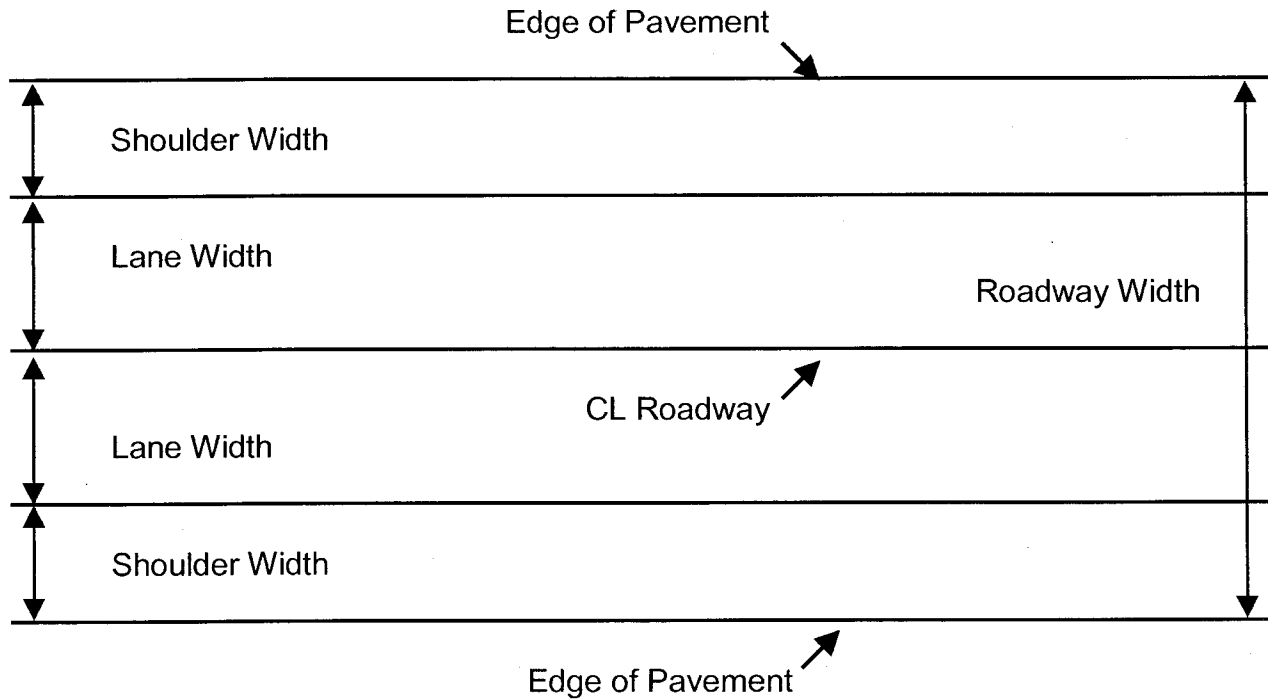 Edge of Pavement
Shoulder Width
Lane Width
Roadway Width
CL Roadway
Lane Width
Shoulder Width
Edge of Pavement